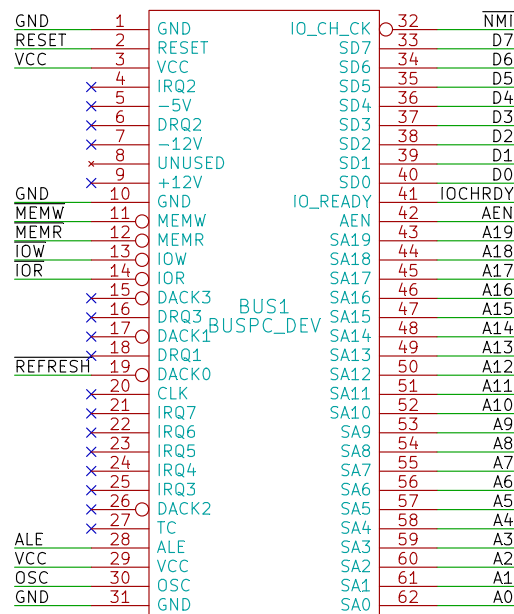 GND 1 GND IO_CH_CK 32 NMI
RESET 2 RESET SD7 33 D7
VCC 3 VCC SD6 34 D6
4 IRQ2 SD5 35 D5
5 -5V SD4 36 D4
6 DRQ2 SD3 37 D3
7 -12V SD2 38 D2
8 UNUSED SD1 39 D1
9 +12V SD0 40 D0
GND 10 GND IO_READY 41 IOCHRDY
MEMW 11 MEMW AEN 42 AEN
MEMR 12 MEMR SA19 43 A19
IOW 13 IOW SA18 44 A18
IOR 14 IOR SA17 45 A17
15 DACK3 SA16 46 A16
16 DRQ3 BUS1 SA15 47 A15
17 DACK1 BUSPC_DEV SA14 48 A14
18 DRQ1 SA13 49 A13
REFRESH 19 DACK0 SA12 50 A12
20 CLK SA11 51 A11
21 IRQ7 SA10 52 A10
22 IRQ6 SA9 53 A9
23 IRQ5 SA8 54 A8
24 IRQ4 SA7 55 A7
25 IRQ3 SA6 56 A6
26 DACK2 SA5 57 A5
27 TC SA4 58 A4
ALE 28 ALE SA3 59 A3
VCC 29 VCC SA2 60 A2
OSC 30 OSC SA1 61 A1
GND 31 GND SA0 62 A0